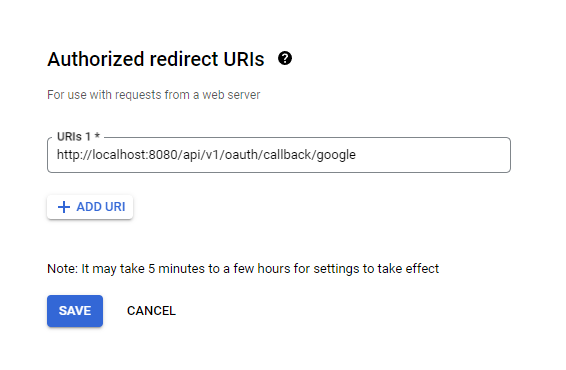 Authorized redirect URIs ?
For use with requests from a web server
URIs 1 *
http://localhost:8080/api/v1/oauth/callback/google
+ ADD URI
Note: It may take 5 minutes to a few hours for settings to take effect
SAVE CANCEL